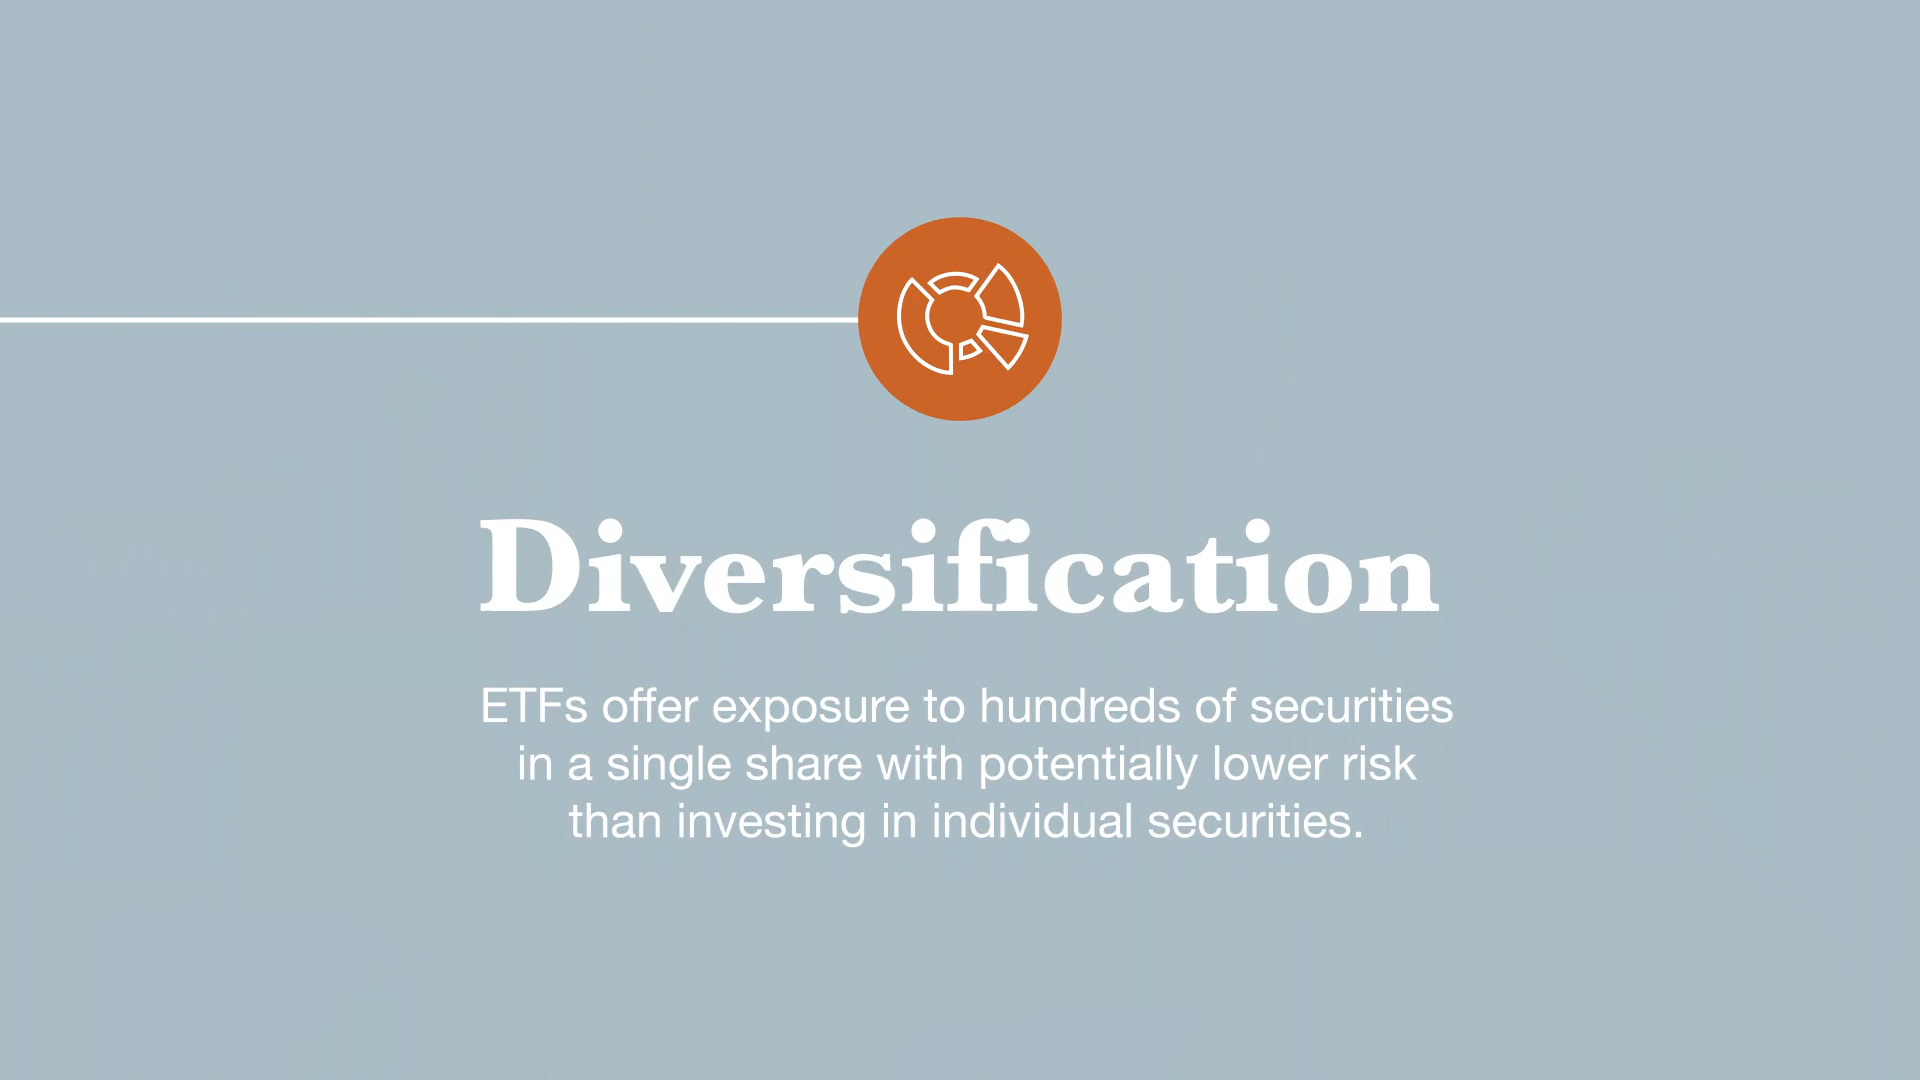 Diversification
ETFs offer exposure to hundreds of securities
in a single share with potentially lower risk
than investing in individual securities.